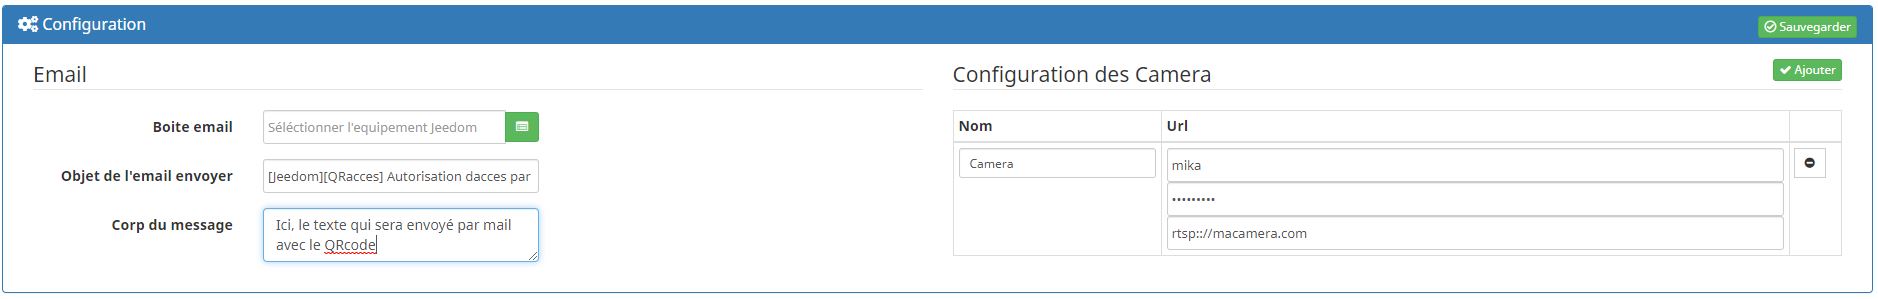 Configuration
Sauvegarder
Email
Boite email
Séléctionner l'equipement Jeedom
Objet de l'email envoyer
[Jeedom][QRacces] Autorisation dacces par
Corp du message
Ici, le texte qui sera envoyé par mail
avec le QRcode
Configuration des Camera
Ajouter
Nom
Url
Camera
mika
•••••••••
rtsp:://macamera.com